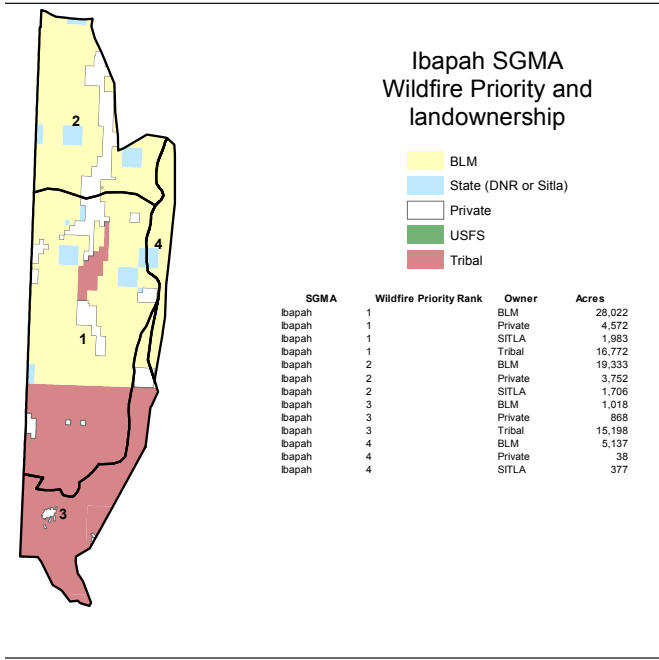 Ibapah SGMA
Wildfire Priority and
landownership
BLM
State (DNR or Sitla)
Private
USFS
Tribal
SGMA Wildfire Priority Rank Owner Acres
Ibapah 1 BLM 28,022
Ibapah 1 Private 4,572
Ibapah 1 SITLA 1,983
Ibapah 1 Tribal 16,772
Ibapah 2 BLM 19,333
Ibapah 2 Private 3,752
Ibapah 2 SITLA 1,706
Ibapah 3 BLM 1,018
Ibapah 3 Private 868
Ibapah 3 Tribal 15,198
Ibapah 4 BLM 5,137
Ibapah 4 Private 38
Ibapah 4 SITLA 377
2
4
1
3